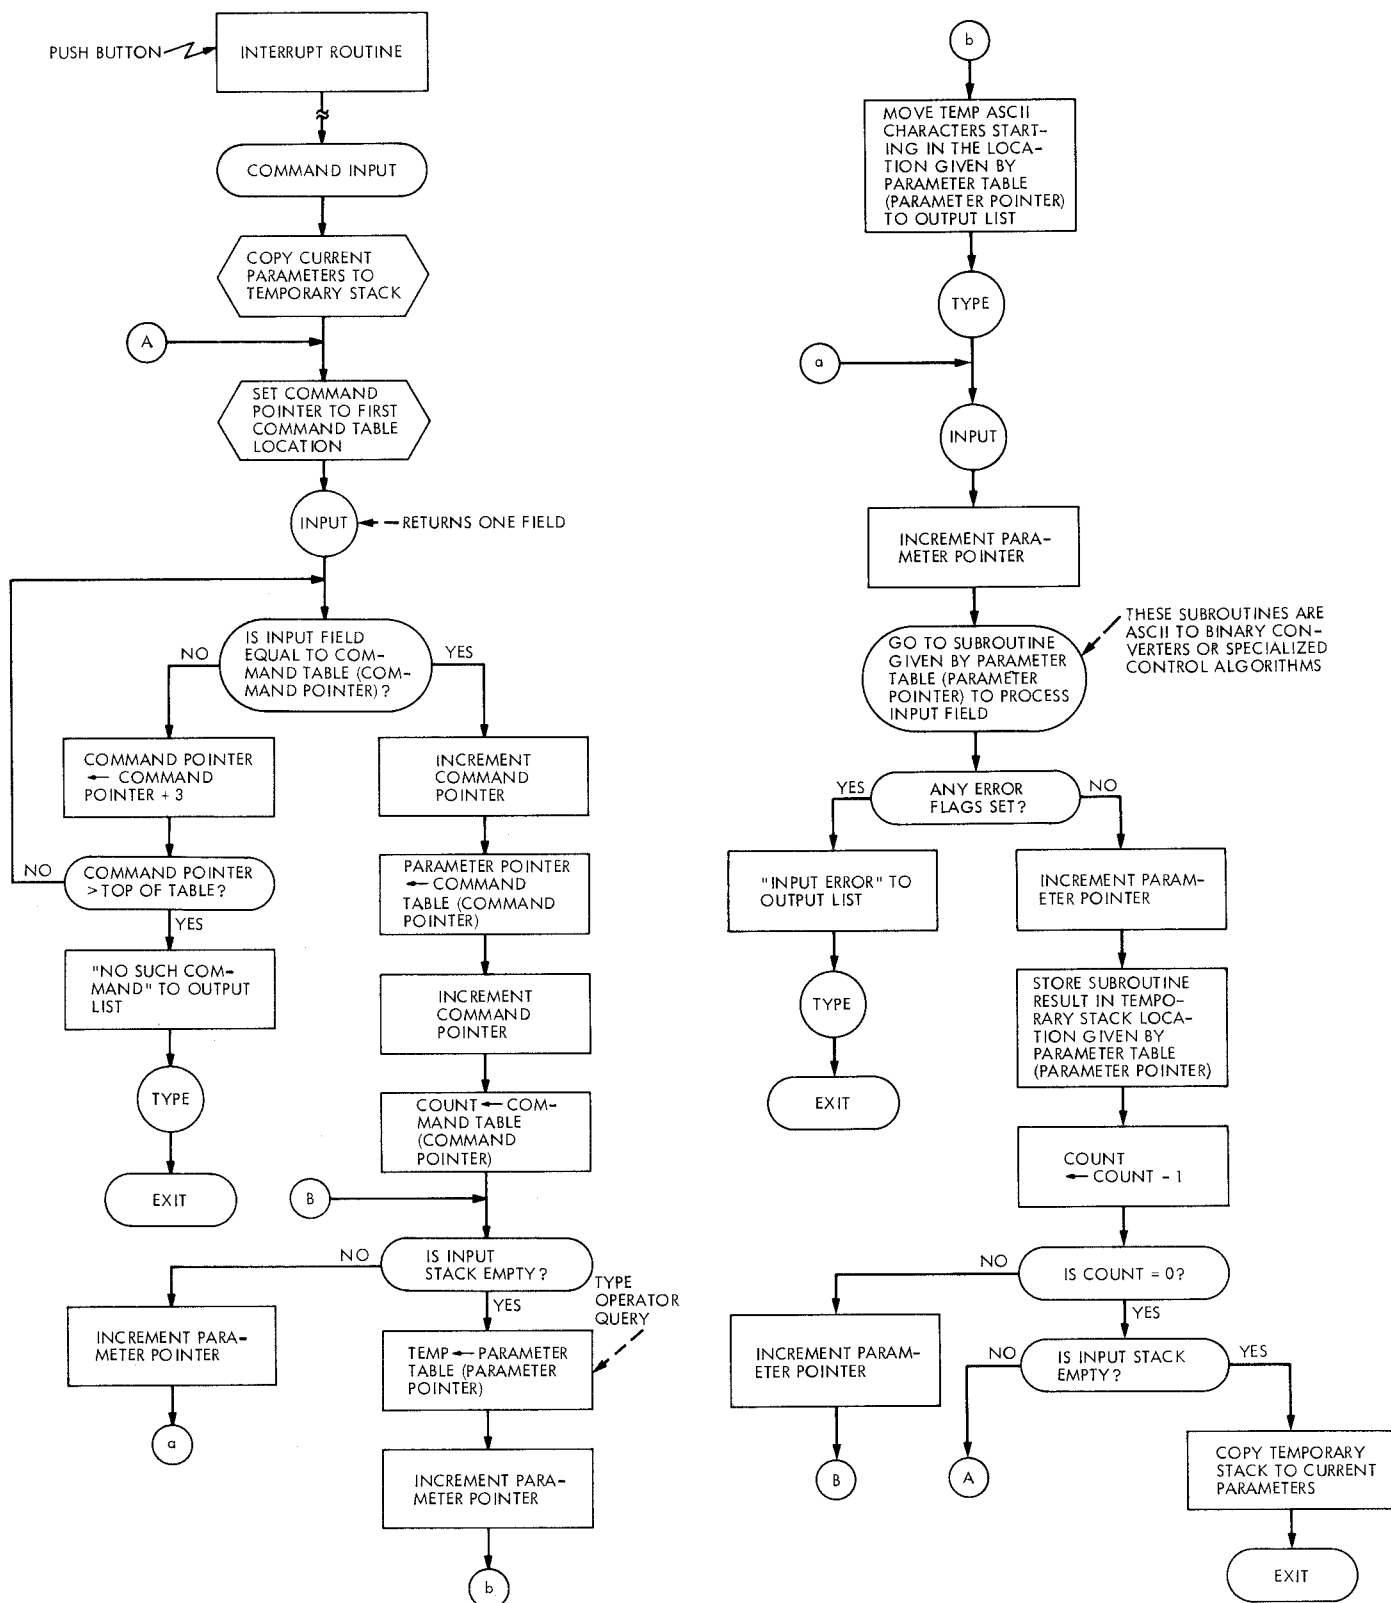 PUSH BUTTON
INTERRUPT ROUTINE
COMMAND INPUT
COPY CURRENT
PARAMETERS TO
TEMPORARY STACK
A
SET COMMAND
POINTER TO FIRST
COMMAND TABLE
LOCATION
INPUT
RETURNS ONE FIELD
IS INPUT FIELD
EQUAL TO COM-
MAND TABLE (COM-
MAND POINTER)?
NO
YES
COMMAND POINTER
← COMMAND
POINTER + 3
NO
COMMAND POINTER
> TOP OF TABLE?
YES
"NO SUCH COM-
MAND" TO OUTPUT
LIST
TYPE
EXIT
INCREMENT
COMMAND
POINTER
PARAMETER POINTER
← COMMAND
TABLE (COMMAND
POINTER)
INCREMENT
COMMAND
POINTER
COUNT ← COM-
MAND TABLE
(COMMAND
POINTER)
B
NO
IS INPUT
STACK EMPTY?
YES
TYPE
OPERATOR
QUERY
INCREMENT PARA-
METER POINTER
a
TEMP ← PARAMETER
TABLE (PARAMETER
POINTER)
INCREMENT PARA-
METER POINTER
b
b
MOVE TEMP ASCII
CHARACTERS START-
ING IN THE LOCA-
TION GIVEN BY
PARAMETER TABLE
(PARAMETER POINTER)
TO OUTPUT LIST
TYPE
a
INPUT
INCREMENT PARA-
METER POINTER
THESE SUBROUTINES ARE
ASCII TO BINARY CON-
VERTERS OR SPECIALIZED
CONTROL ALGORITHMS
GO TO SUBROUTINE
GIVEN BY PARAMETER
TABLE (PARAMETER
POINTER) TO PROCESS
INPUT FIELD
YES
ANY ERROR
FLAGS SET?
NO
"INPUT ERROR" TO
OUTPUT LIST
TYPE
EXIT
INCREMENT PARAM-
ETER POINTER
STORE SUBROUTINE
RESULT IN TEMPO-
RARY STACK LOCA-
TION GIVEN BY
PARAMETER TABLE
(PARAMETER POINTER)
COUNT
← COUNT - 1
NO
IS COUNT = 0?
YES
INCREMENT PARAM-
ETER POINTER
B
NO
IS INPUT STACK
EMPTY?
YES
A
COPY TEMPORARY
STACK TO CURRENT
PARAMETERS
EXIT